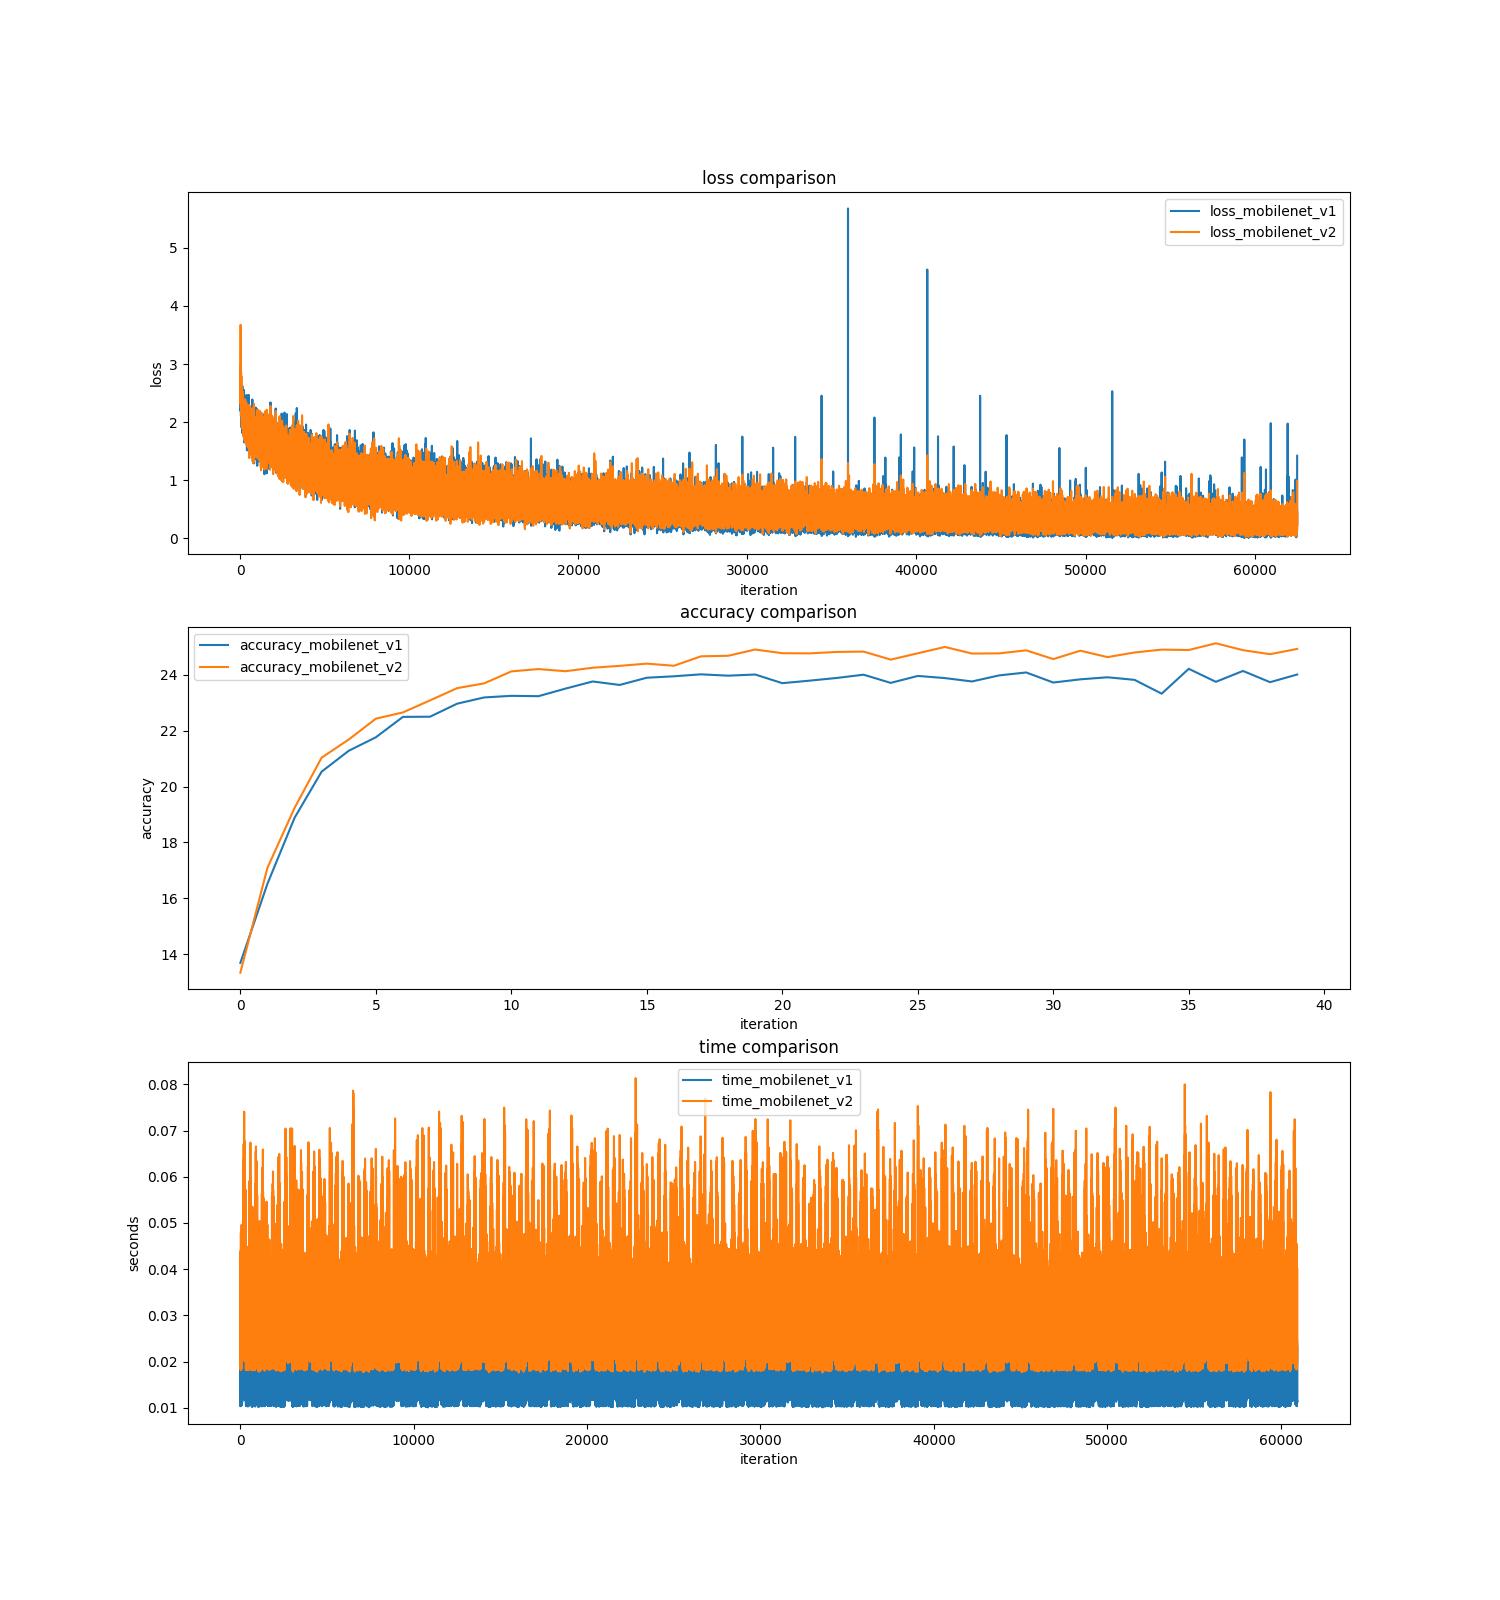 loss comparison
loss_mobilenet_v1
loss_mobilenet_v2
loss
5
4
3
2
1
0
0 10000 20000 30000 40000 50000 60000
iteration
accuracy comparison
accuracy_mobilenet_v1
accuracy_mobilenet_v2
accuracy
24
22
20
18
16
14
0 5 10 15 20 25 30 35 40
iteration
time comparison
time_mobilenet_v1
time_mobilenet_v2
seconds
0.08
0.07
0.06
0.05
0.04
0.03
0.02
0.01
0 10000 20000 30000 40000 50000 60000
iteration